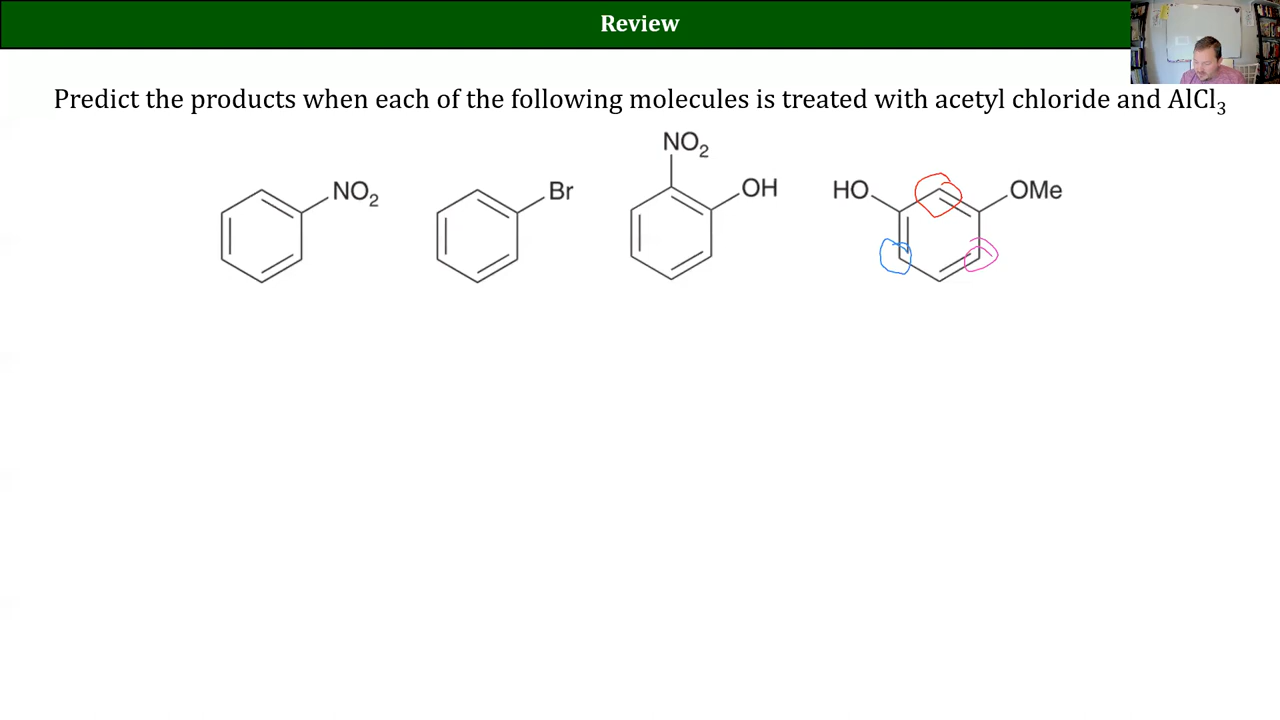 Review
Predict the products when each of the following molecules is treated with acetyl chloride and AlCl₃
NO₂
NO₂
Br
OH
HO
OMe